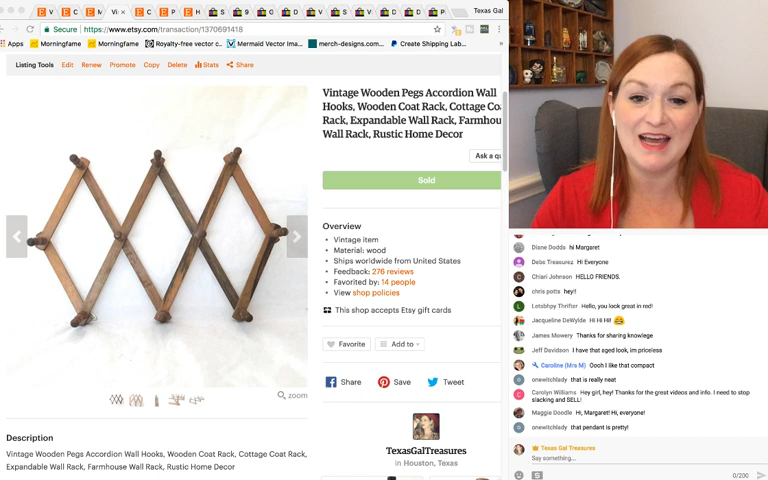 Texas Gal
Secure
https://www.etsy.com/transaction/1370691418
Apps
Morningfame
Morningfame
Royalty-free vector c...
Mermaid Vector Ima...
merch-designs.com...
Create Shipping Lab...
Listing Tools
Edit
Renew
Promote
Copy
Delete
Stats
Share
Vintage Wooden Pegs Accordion Wall
Hooks, Wooden Coat Rack, Cottage Co
Rack, Expandable Wall Rack, Farmhou
Wall Rack, Rustic Home Decor
Ask a qu
Sold
Overview
Vintage item
Material: wood
Ships worldwide from United States
Feedback: 276 reviews
Favorited by: 14 people
View shop policies
This shop accepts Etsy gift cards
Favorite
Add to
Share
Save
Tweet
zoom
TexasGalTreasures
in Houston, Texas
Description
Vintage Wooden Pegs Accordion Wall Hooks, Wooden Coat Rack, Cottage Coat Rack,
Expandable Wall Rack, Farmhouse Wall Rack, Rustic Home Decor
Diane Dodds hi Margaret
Debs Treasures Hi Everyone
Chiari Johnson HELLO FRIENDS.
chris potts hey!!
Letsbhpy Thrifter Hello, you look great in red!
Jacqueline DeWylde Hi Hi Hi!
James Mowery Thanks for sharing knowlege
Jeff Davidson I have that aged look, im priceless
Caroline (Mrs M) Oooh I like that compact
onewitchlady that is really neat
Carolyn Williams Hey girl, hey! Thanks for the great videos and info. I need to stop
slacking and SELL!
Maggie Doodle Hi, Margaret! Hi, everyone!
onewitchlady that pendant is pretty!
Texas Gal Treasures
Say something...
0/200